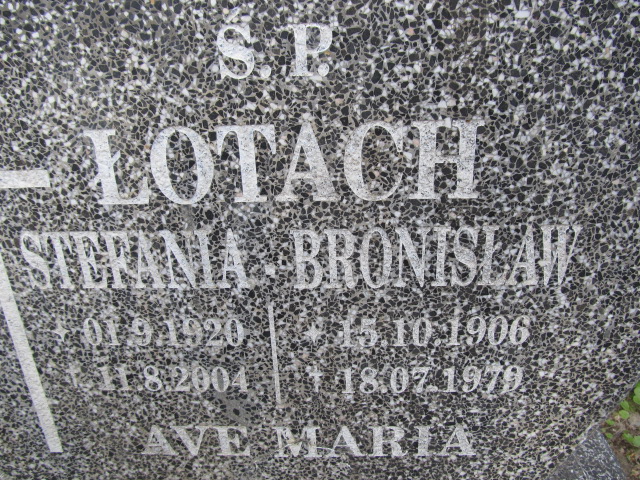 Ś. P.
ŁOTACH
STEFANIA - BRONISŁAW
* 01.9.1920. * 15.10.1906
† 11.8.2004 † 18.07.1979
AVE MARIA